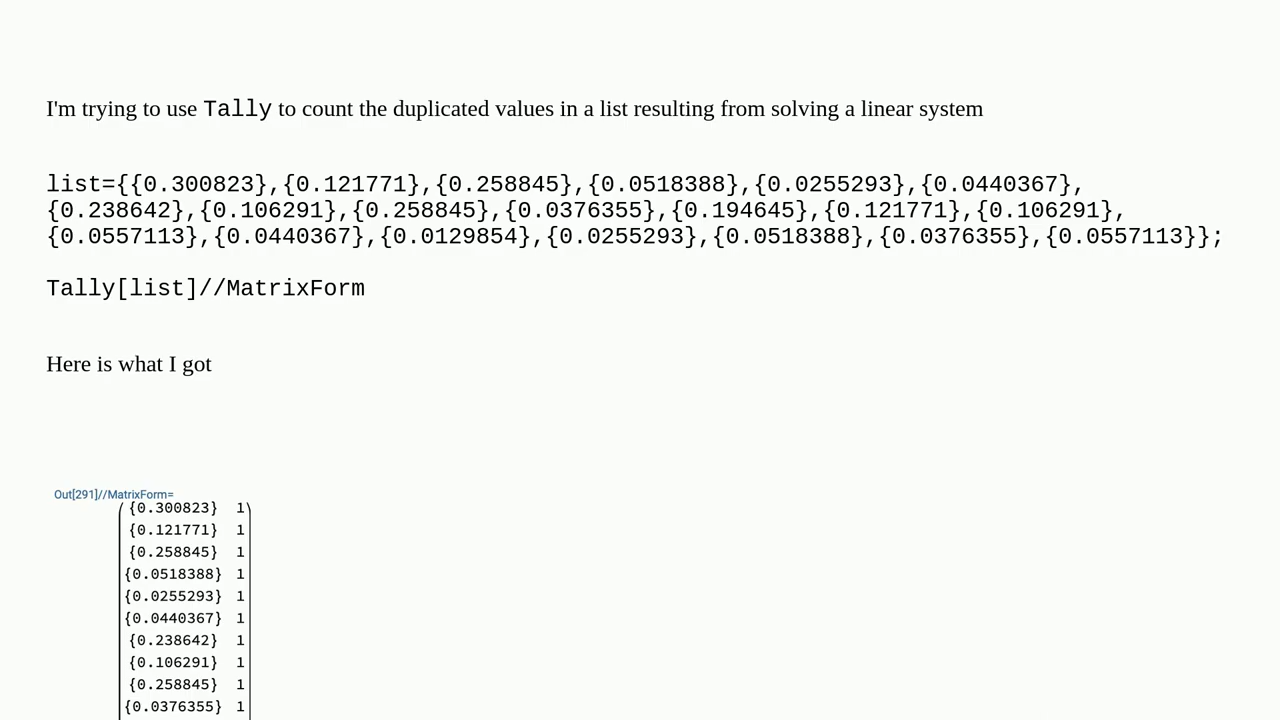 I'm trying to use Tally to count the duplicated values in a list resulting from solving a linear system
list={{0.300823},{0.121771},{0.258845},{0.0518388},{0.0255293},{0.0440367},
{0.238642},{0.106291},{0.258845},{0.0376355},{0.194645},{0.121771},{0.106291},
{0.0557113},{0.0440367},{0.0129854},{0.0255293},{0.0518388},{0.0376355},{0.0557113}};
Tally[list]//MatrixForm
Here is what I got
Out[291]//MatrixForm=
{0.300823} 1
{0.121771} 1
{0.258845} 1
{0.0518388} 1
{0.0255293} 1
{0.0440367} 1
{0.238642} 1
{0.106291} 1
{0.258845} 1
{0.0376355} 1